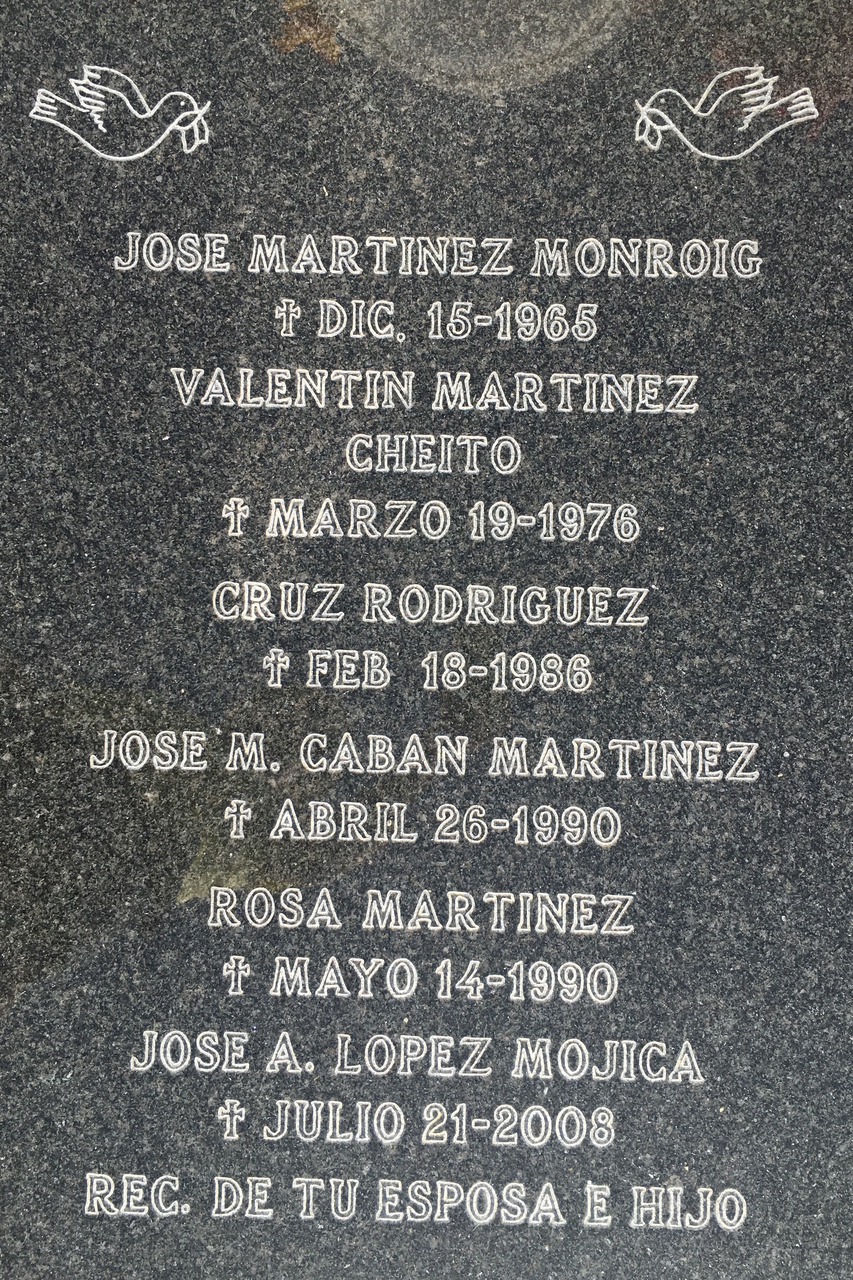 JOSE MARTINEZ MONROIG
✝ DIC. 15-1965
VALENTIN MARTINEZ
CHEITO
✝ MARZO 19-1976
CRUZ RODRIGUEZ
✝ FEB 18-1986
JOSE M. CABAN MARTINEZ
✝ ABRIL 26-1990
ROSA MARTINEZ
✝ MAYO 14-1990
JOSE A. LOPEZ MOJICA
✝ JULIO 21-2008
REC. DE TU ESPOSA E HIJO